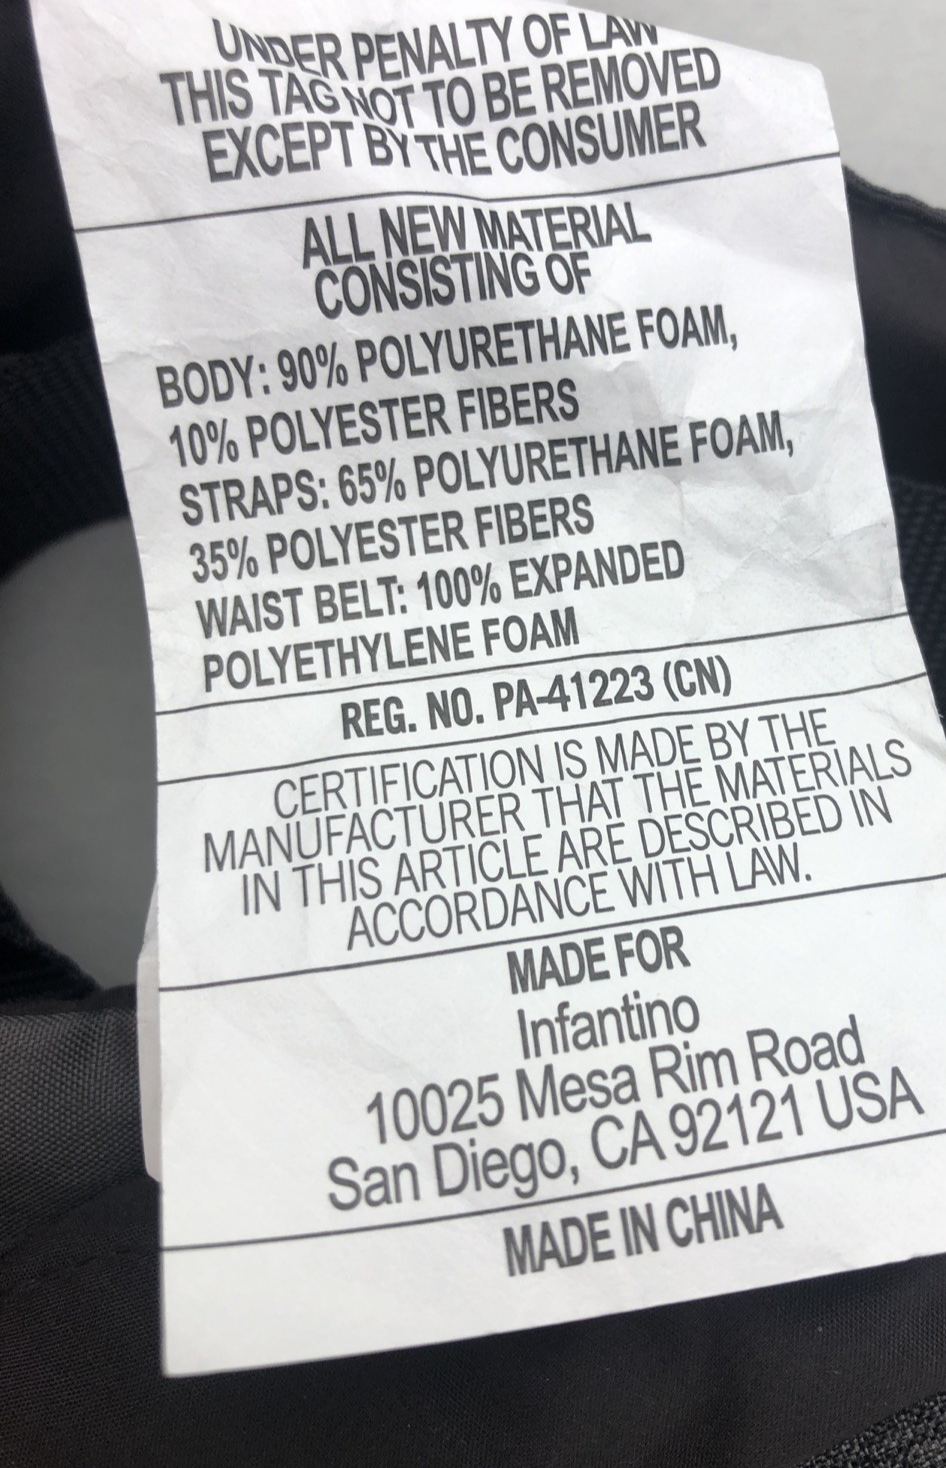 UNDER PENALTY OF LAW
THIS TAG NOT TO BE REMOVED
EXCEPT BY THE CONSUMER
ALL NEW MATERIAL
CONSISTING OF
BODY: 90% POLYURETHANE FOAM,
10% POLYESTER FIBERS
STRAPS: 65% POLYURETHANE FOAM,
35% POLYESTER FIBERS
WAIST BELT: 100% EXPANDED
POLYETHYLENE FOAM
REG. NO. PA-41223 (CN)
CERTIFICATION IS MADE BY THE
MANUFACTURER THAT THE MATERIALS
IN THIS ARTICLE ARE DESCRIBED IN
ACCORDANCE WITH LAW.
MADE FOR
Infantino
10025 Mesa Rim Road
San Diego, CA 92121 USA
MADE IN CHINA